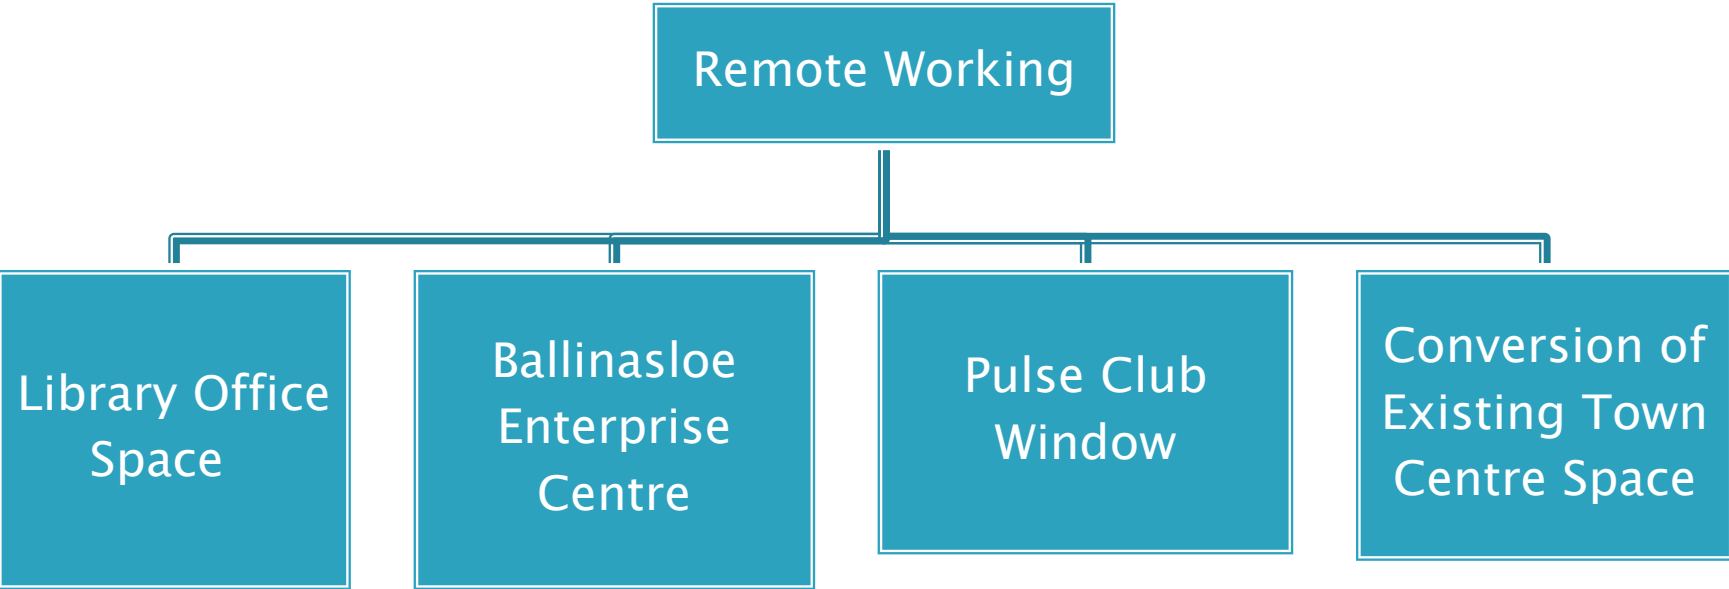 Remote Working
Library Office
Space
Ballinasloe
Enterprise
Centre
Pulse Club
Window
Conversion of
Existing Town
Centre Space